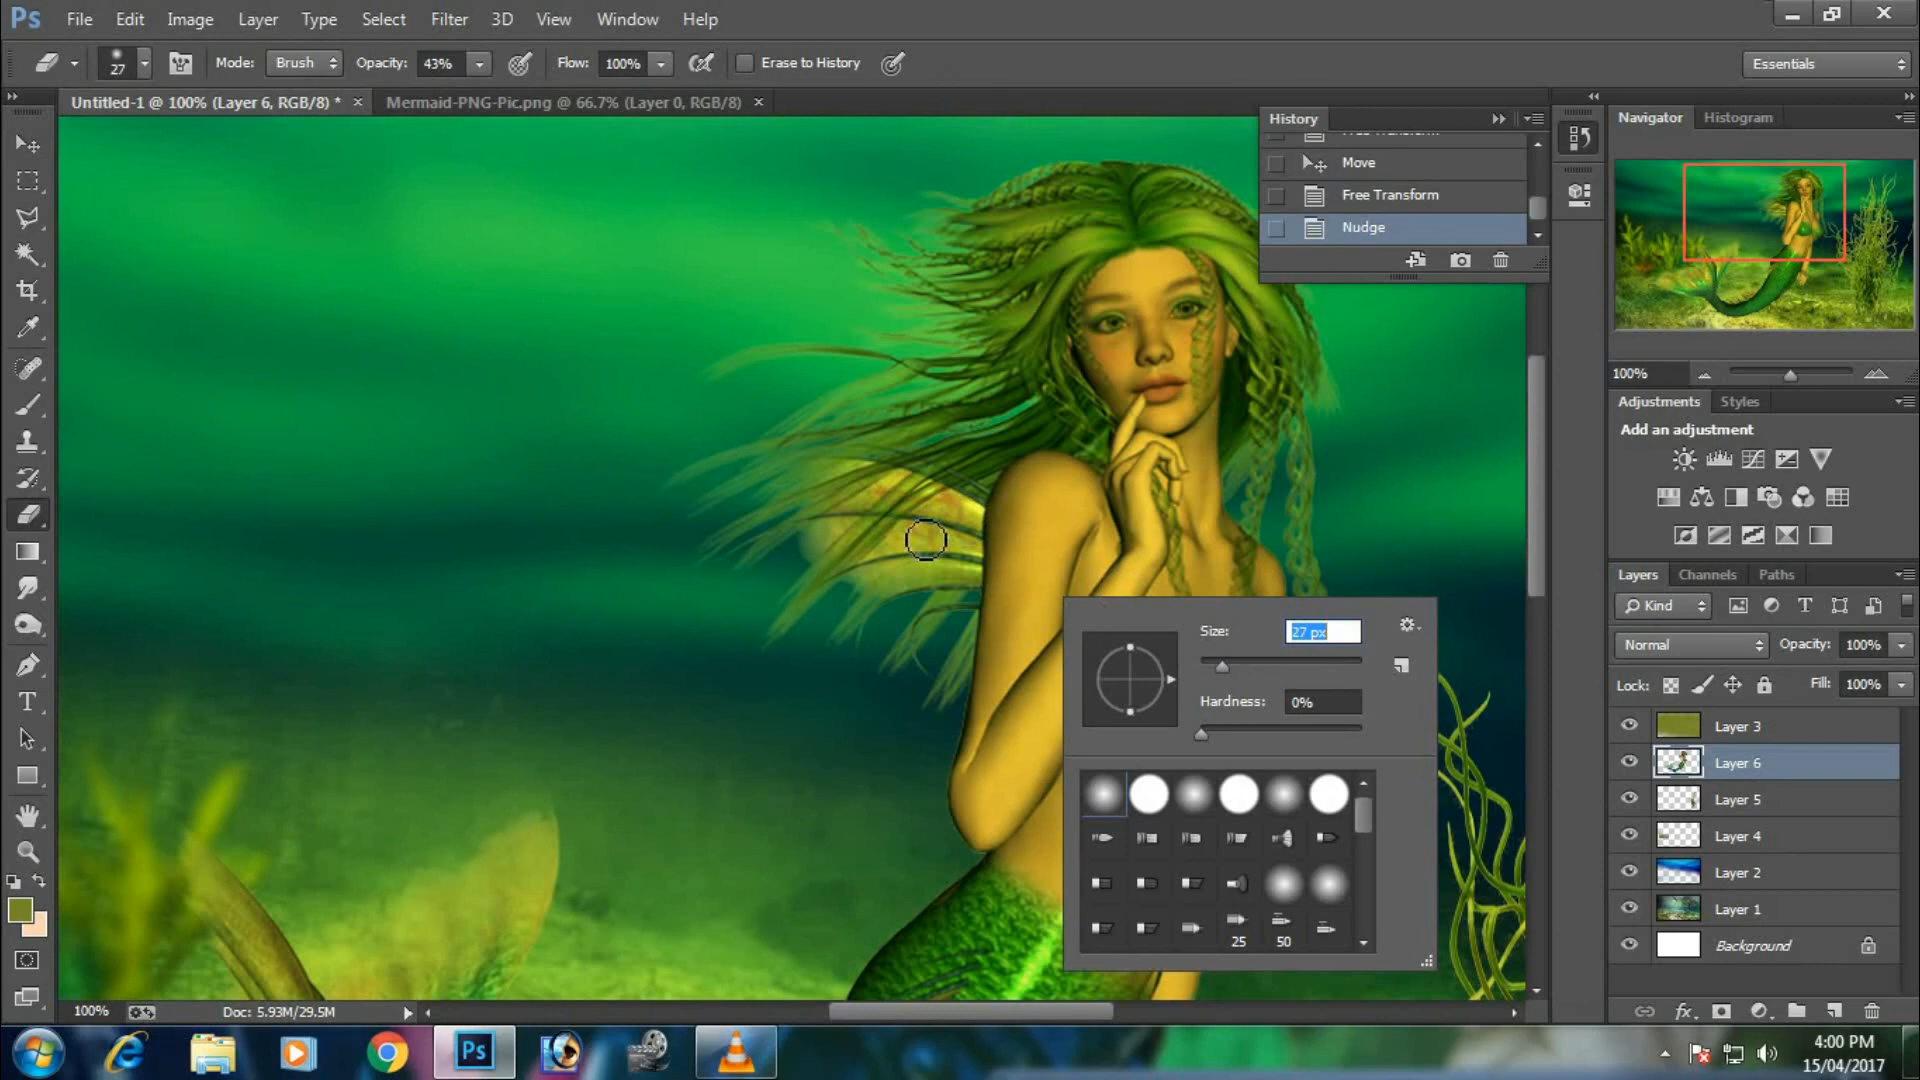 Ps File Edit Image Layer Type Select Filter 3D View Window Help
27 Mode: Brush Opacity: 43% Flow: 100% Erase to History Essentials
Untitled-1 @ 100% (Layer 6, RGB/8) * × Mermaid-PNG-Pic.png @ 66.7% (Layer 0, RGB/8) ×
History
Free Transform
Move
Free Transform
Nudge
Navigator Histogram
100%
Adjustments Styles
Add an adjustment
Size: 27 px
Hardness: 0%
25 50
Layers Channels Paths
Kind
Normal Opacity: 100%
Lock: Fill: 100%
Layer 3
Layer 6
Layer 5
Layer 4
Layer 2
Layer 1
Background
100% Doc: 5.93M/29.5M
Ps
4:00 PM
15/04/2017